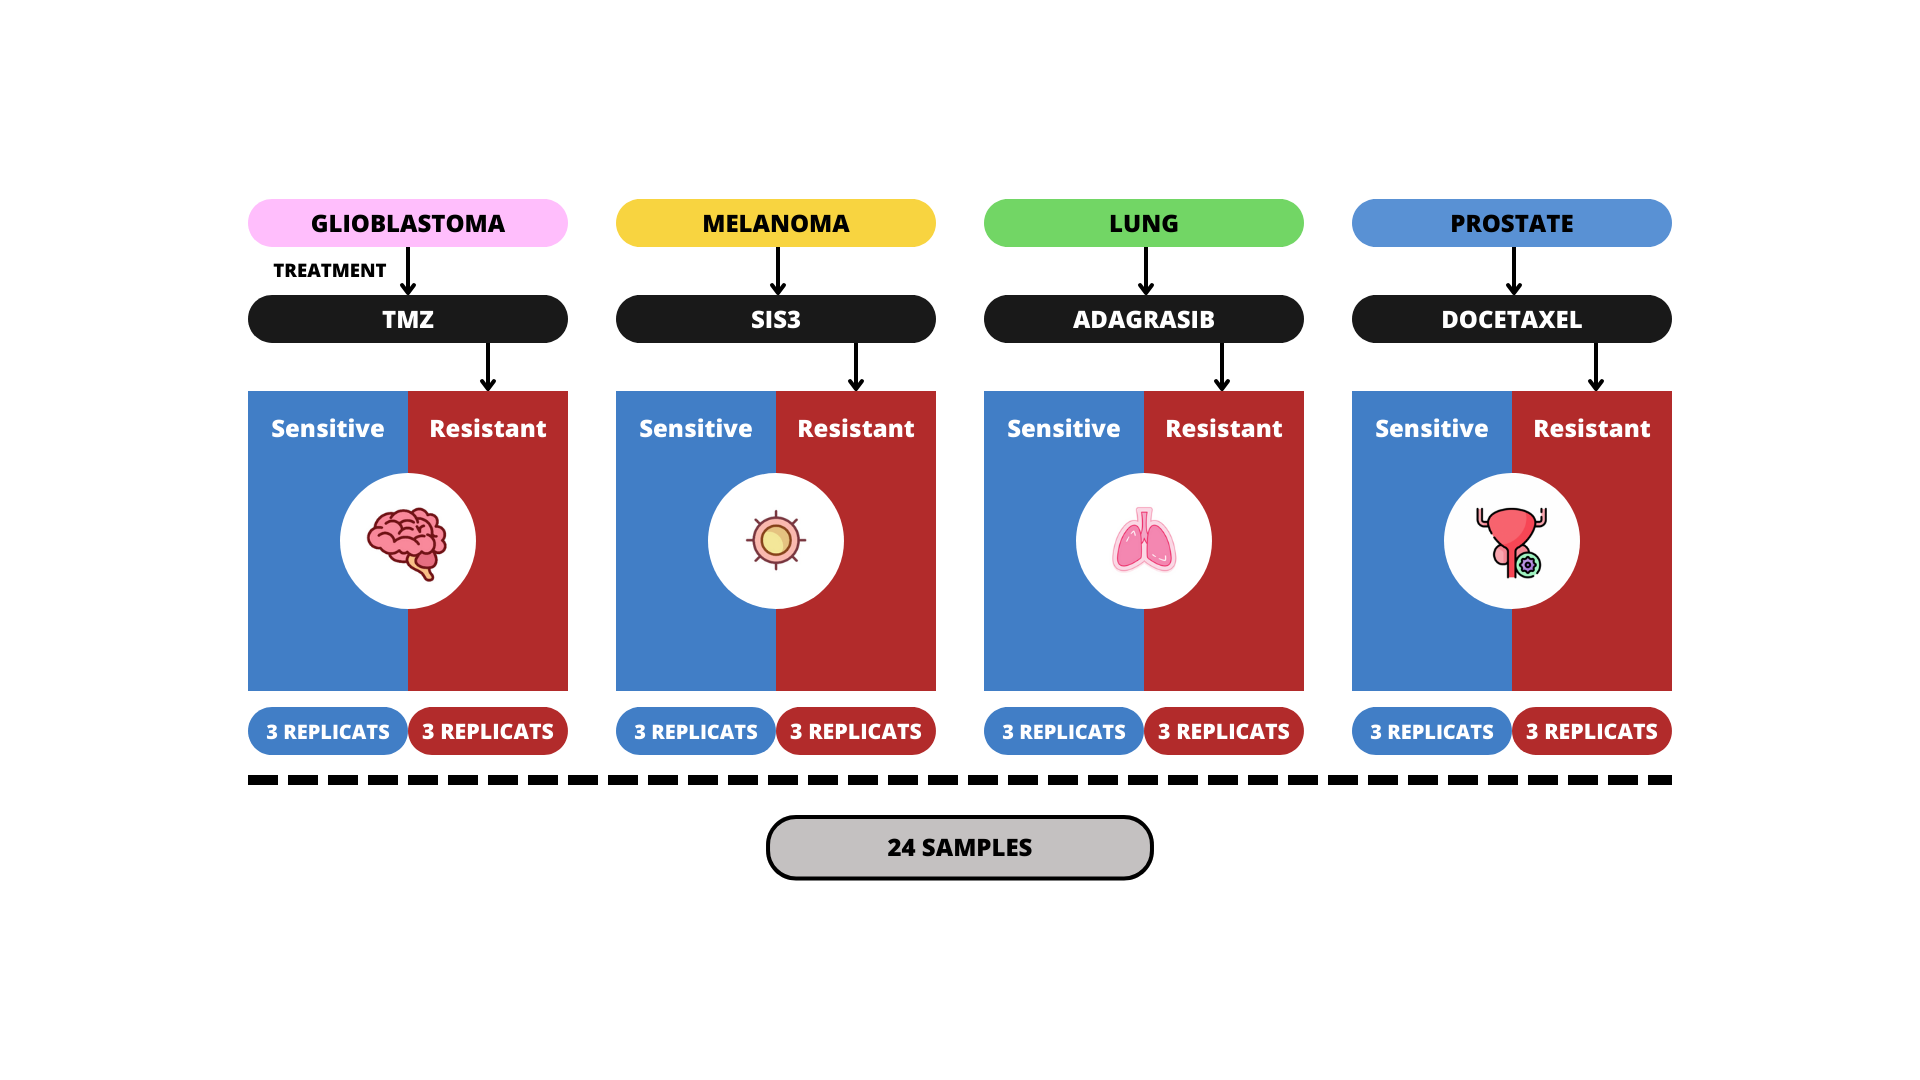 GLIOBLASTOMA
MELANOMA
LUNG
PROSTATE
TREATMENT
TMZ
SIS3
ADAGRASIB
DOCETAXEL
Sensitive
Resistant
Sensitive
Resistant
Sensitive
Resistant
Sensitive
Resistant
3 REPLICATS
3 REPLICATS
3 REPLICATS
3 REPLICATS
3 REPLICATS
3 REPLICATS
3 REPLICATS
3 REPLICATS
24 SAMPLES